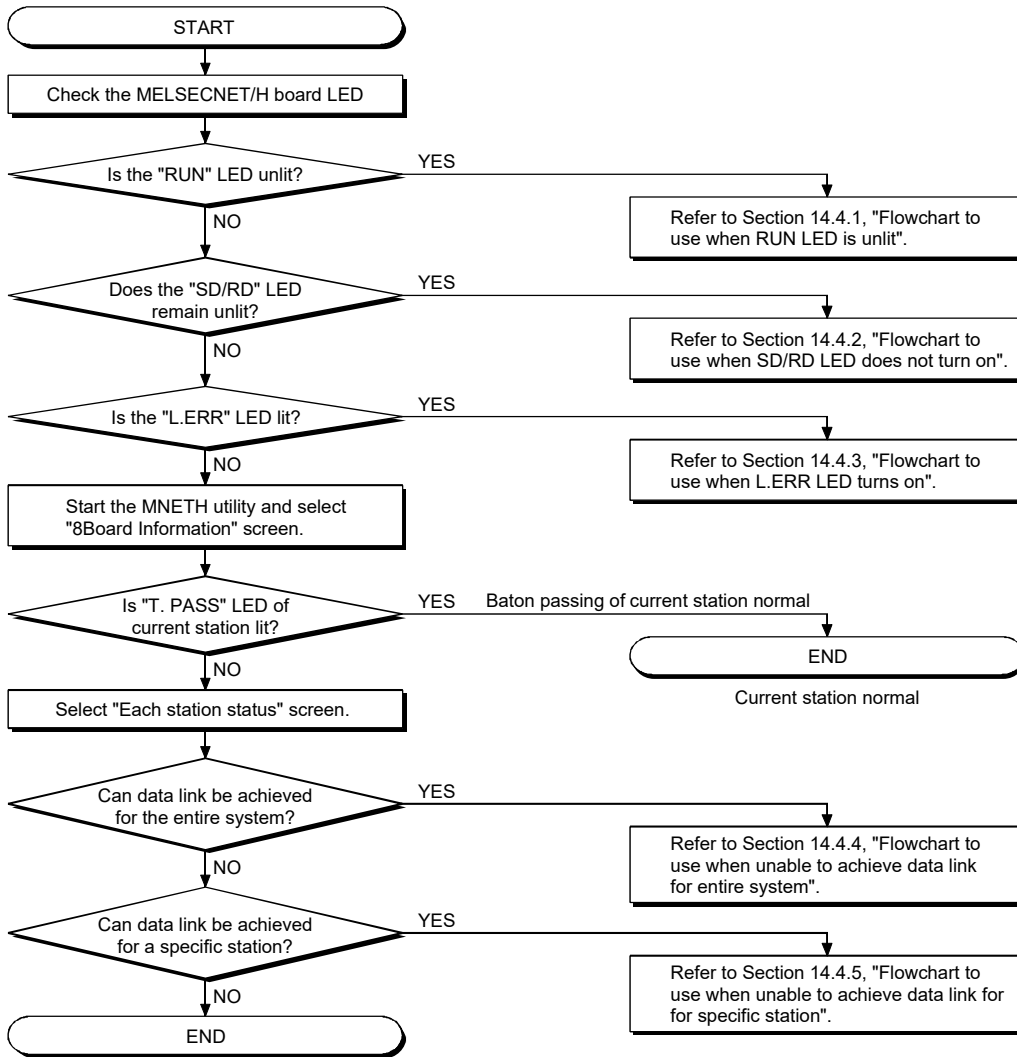 START
Check the MELSECNET/H board LED
Is the "RUN" LED unlit?
YES
Refer to Section 14.4.1, "Flowchart to
use when RUN LED is unlit".
NO
Does the "SD/RD" LED
remain unlit?
YES
Refer to Section 14.4.2, "Flowchart to
use when SD/RD LED does not turn on".
NO
Is the "L.ERR" LED lit?
YES
Refer to Section 14.4.3, "Flowchart to
use when L.ERR LED turns on".
NO
Start the MNETH utility and select
"8Board Information" screen.
Is "T. PASS" LED of
current station lit?
YES
Baton passing of current station normal
END
Current station normal
NO
Select "Each station status" screen.
Can data link be achieved
for the entire system?
YES
Refer to Section 14.4.4, "Flowchart to
use when unable to achieve data link
for entire system".
NO
Can data link be achieved
for a specific station?
YES
Refer to Section 14.4.5, "Flowchart to
use when unable to achieve data link for
for specific station".
NO
END